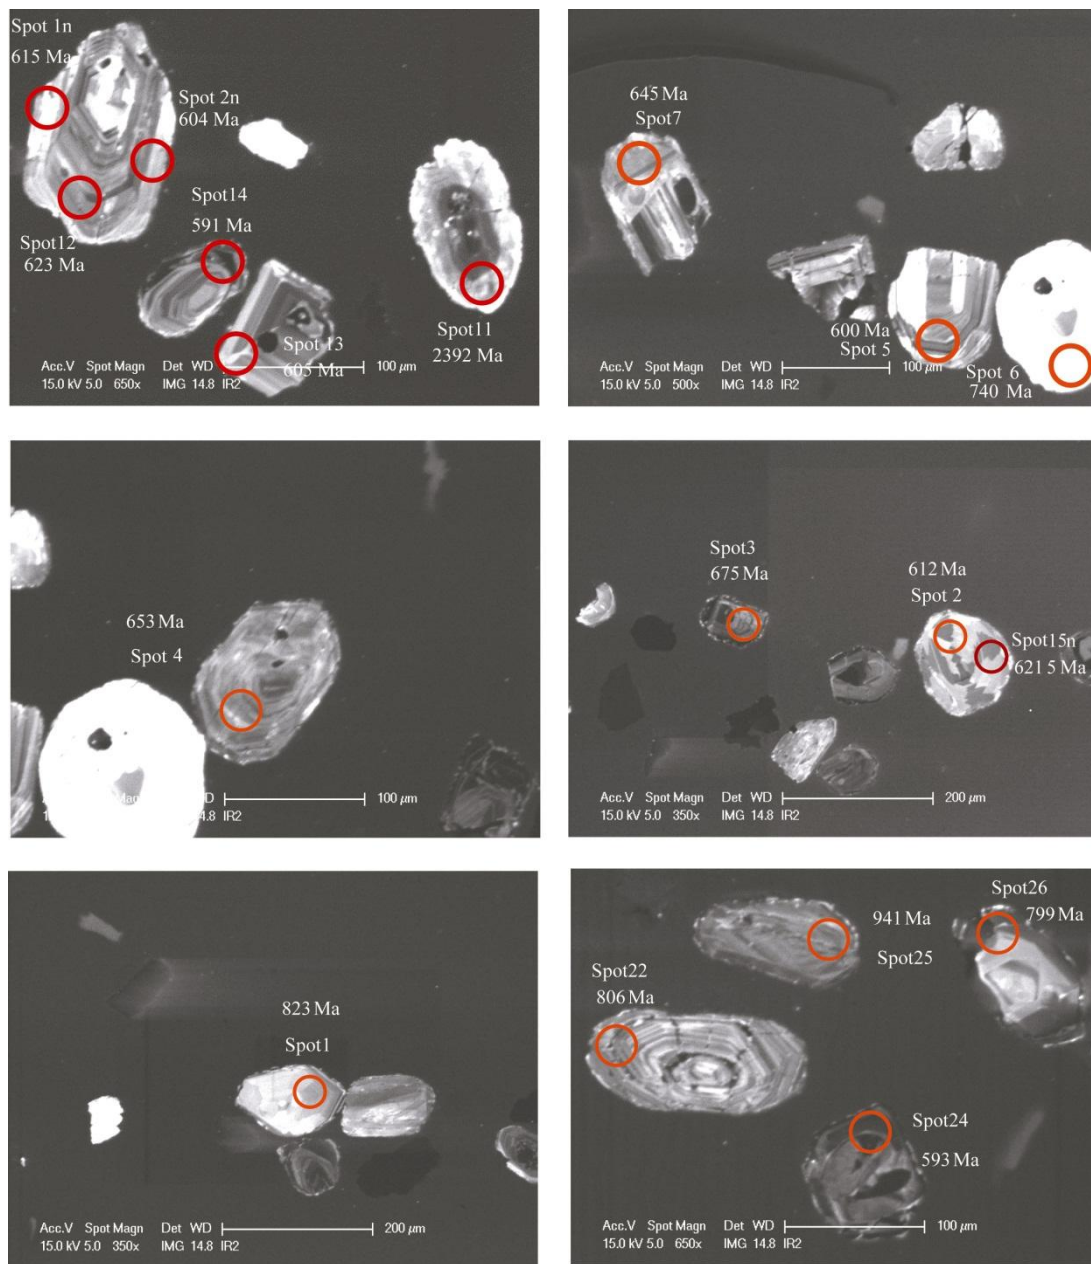 Spot 1n
615 Ma
Spot 2n
604 Ma
Spot14
591 Ma
Spot12
623 Ma
Spot 13
605 Ma
Spot11
2392 Ma
Acc.V Spot Magn Det WD 100 µm
15.0 kV 5.0 650x IMG 14.8 IR2
645 Ma
Spot7
600 Ma
Spot 5
Spot 6
740 Ma
Acc.V Spot Magn Det WD 100 µm
15.0 kV 5.0 500x IMG 14.8 IR2
653 Ma
Spot 4
WD 100 µm
IR2
Spot3
675 Ma
612 Ma
Spot 2
Spot15n
621 5 Ma
Acc.V Spot Magn Det WD 200 µm
15.0 kV 5.0 350x IMG 14.8 IR2
823 Ma
Spot1
Acc.V Spot Magn Det WD 200 µm
15.0 kV 5.0 350x IMG 14.8 IR2
Spot26
799 Ma
941 Ma
Spot25
Spot22
806 Ma
Spot24
593 Ma
Acc.V Spot Magn Det WD 100 µm
15.0 kV 5.0 650x IMG 14.8 IR2